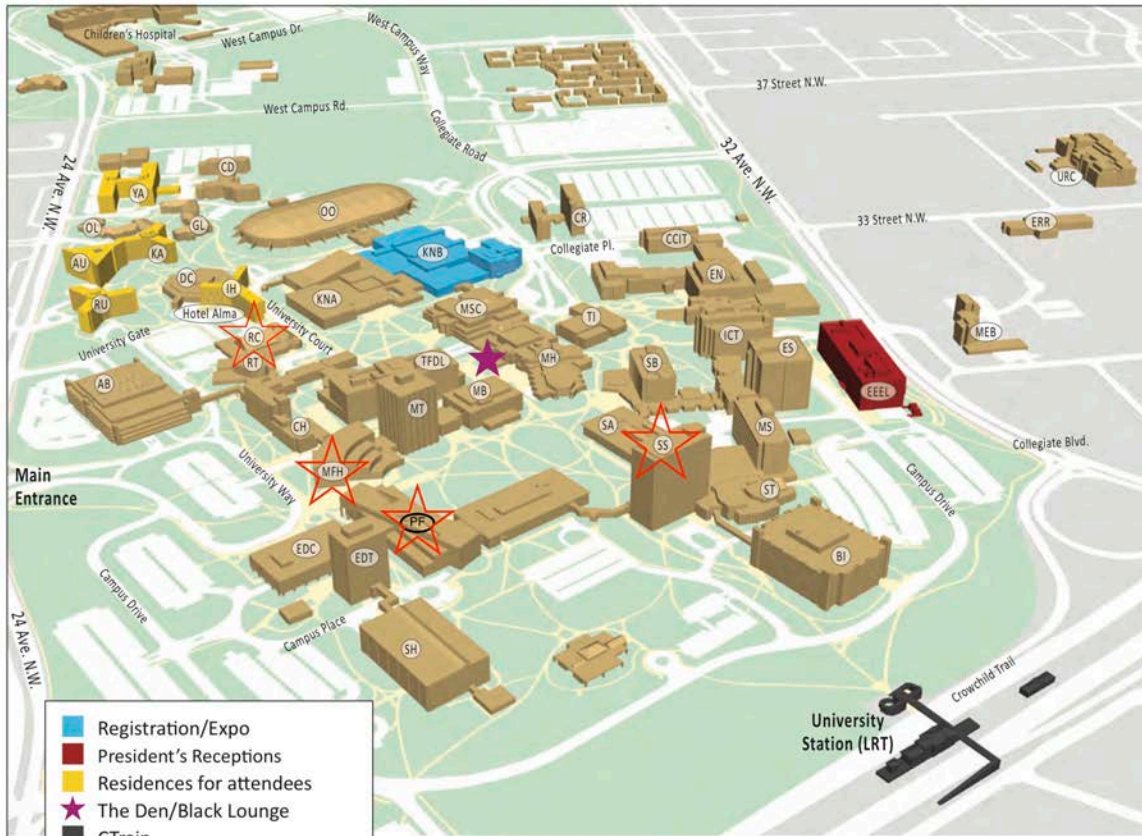 Children's Hospital
West Campus Dr.
West Campus Way
37 Street N.W.
West Campus Rd.
Collegiate Road
24 Ave. N.W.
32 Ave. N.W.
CD
YA
URC
OO
CR
33 Street N.W.
ERR
OL
GL
KNB
Collegiate Pl.
CCIT
KA
AU
DC
EN
IH
KNA
RU
Hotel Alma
MSC
TI
University Court
ICT
MEB
RC
University Gate
RT
TFDL
MH
SB
ES
AB
MB
EEEL
MT
CH
SA
MS
SS
Collegiate Blvd.
Main
Entrance
MFH
University Way
ST
Campus Drive
PF
EDC
EDT
BI
Campus Drive
24 Ave. N.W.
Campus Place
SH
Crowchild Trail
University
Station (LRT)
Registration/Expo
President's Receptions
Residences for attendees
The Den/Black Lounge
CTrain